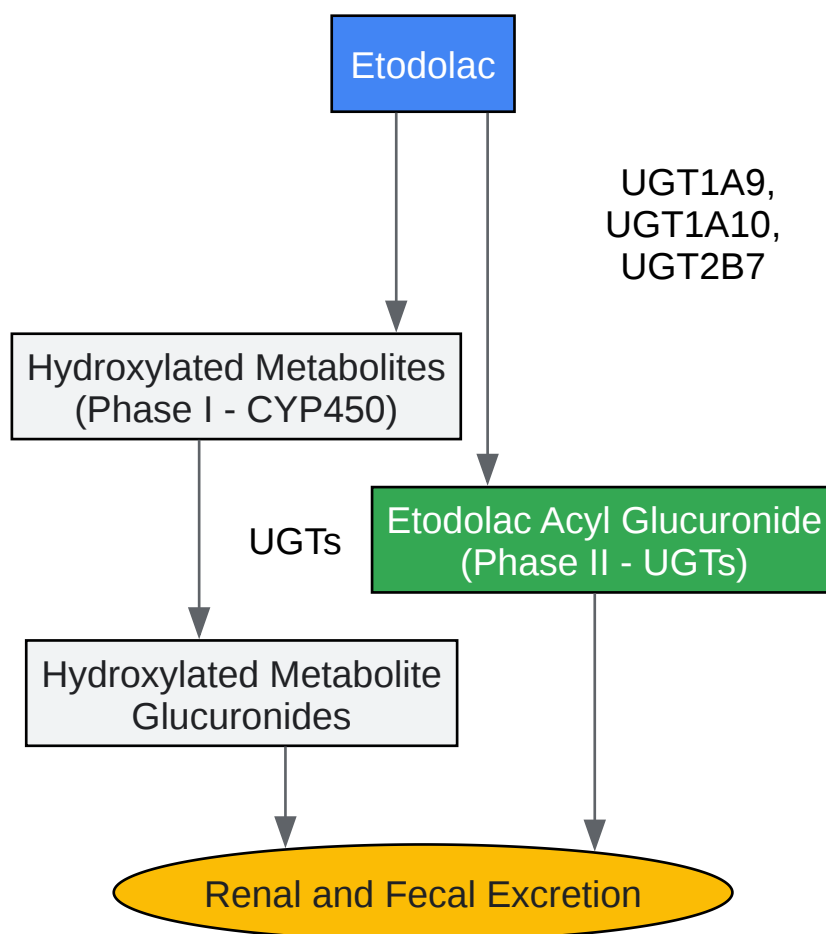 Etodolac
UGT1A9,
UGT1A10,
UGT2B7
Hydroxylated Metabolites
(Phase I - CYP450)
UGTs
Etodolac Acyl Glucuronide
(Phase II - UGTs)
Hydroxylated Metabolite
Glucuronides
Renal and Fecal Excretion